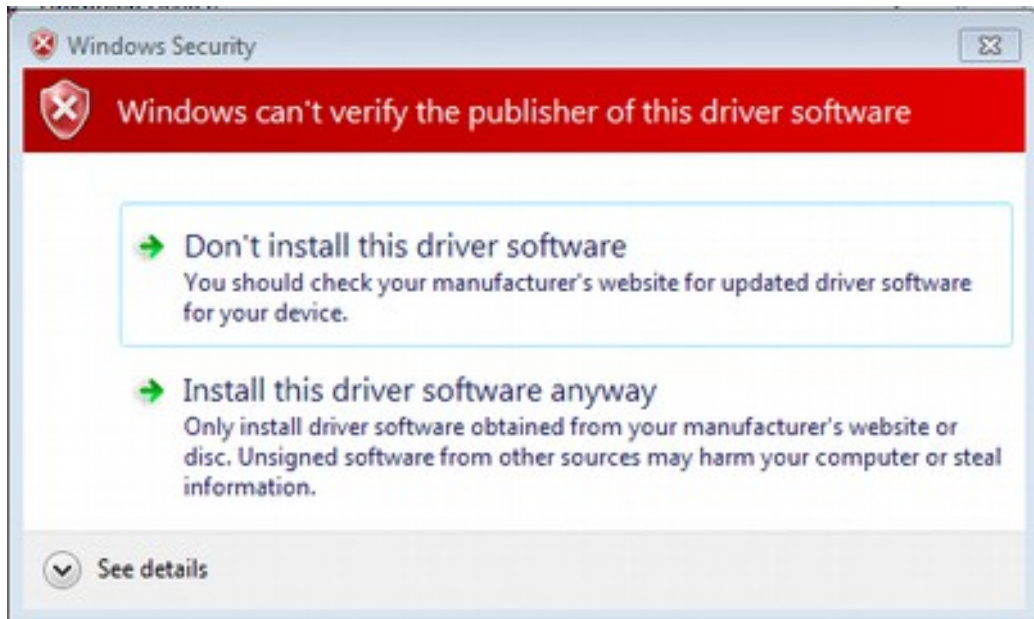 Windows Security
Windows can't verify the publisher of this driver software
Don't install this driver software
You should check your manufacturer's website for updated driver software
for your device.
Install this driver software anyway
Only install driver software obtained from your manufacturer's website or
disc. Unsigned software from other sources may harm your computer or steal
information.
See details